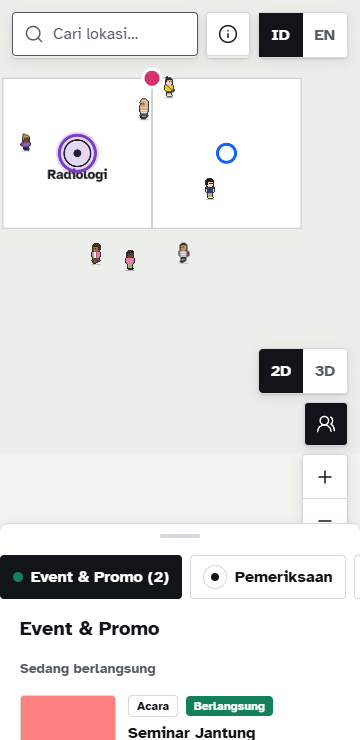 Cari lokasi...
ID
EN
Radiologi
2D
3D
Event & Promo (2)
Pemeriksaan
Event & Promo
Sedang berlangsung
Acara
Berlangsung
Seminar Jantung